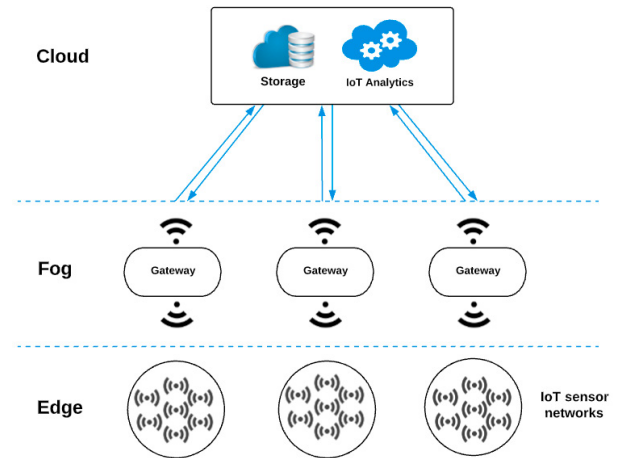 Cloud
Storage
IoT Analytics
Fog
Gateway
Gateway
Gateway
Edge
IoT sensor
networks